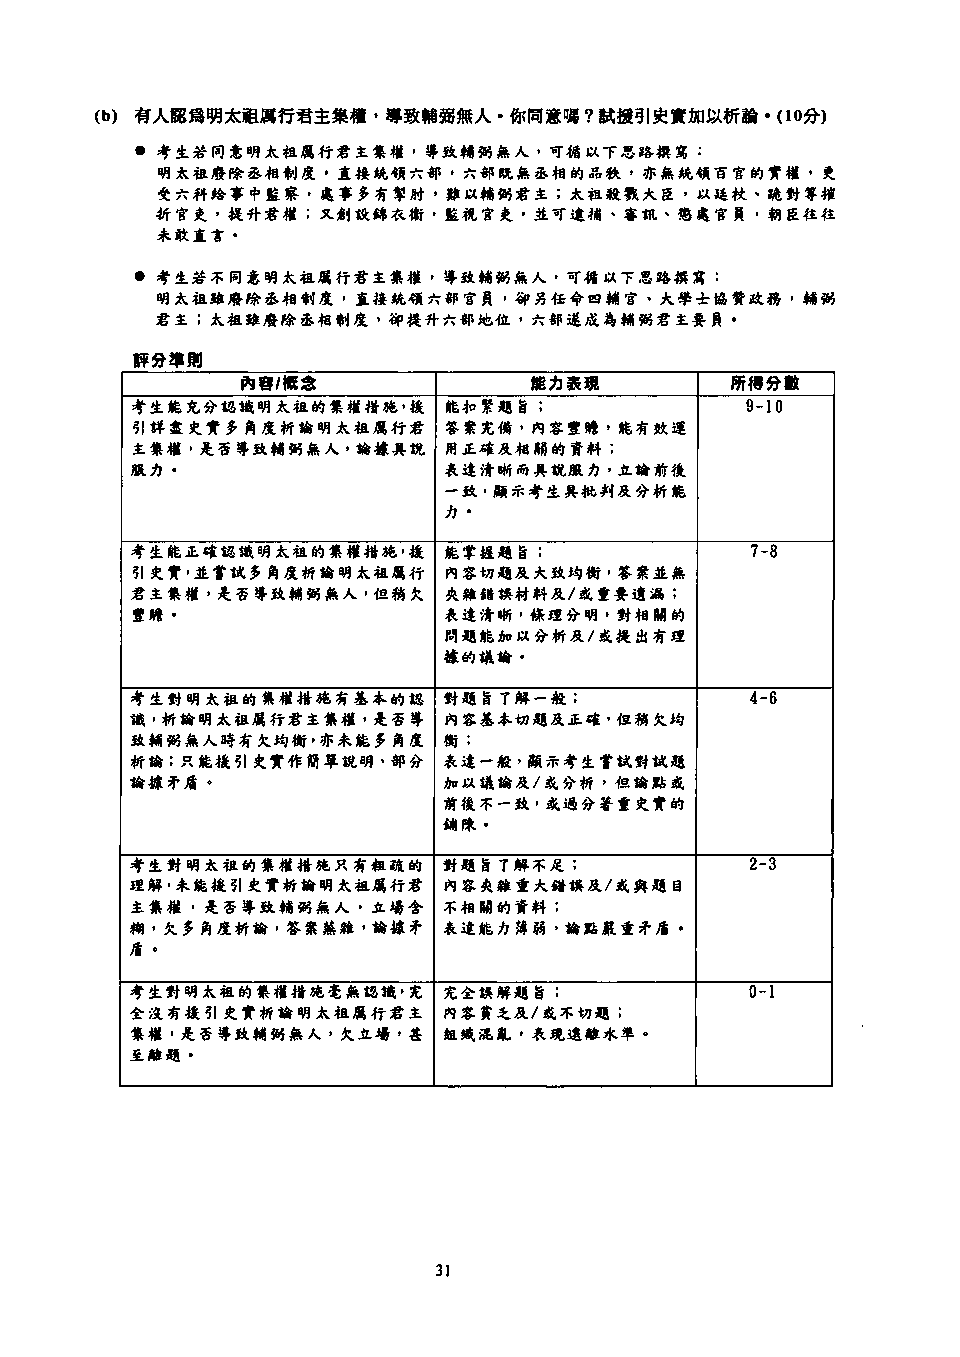 (b) 有人認爲明太祖厲行君主集權，導致輔弼無人。你同意嗎？試援引史實加以析論。(10分)
● 考生若同意明太祖厲行君主集權，導致輔弼無人，可循以下思路撰寫：
明太祖廢除丞相制度，直接統領六部，六部既無丞相的品秩，亦無統領百官的實權，更
受六科給事中監察，處事多有掣肘，難以輔弼君主；太祖殺戮大臣，以廷杖、跪對等摧
折官吏，提升君權；又創設錦衣衛，監視官吏，並可逮捕、審訊、懲處官員，朝臣往往
未敢直言。
● 考生若不同意明太祖厲行君主集權，導致輔弼無人，可循以下思路撰寫：
明太祖雖廢除丞相制度，直接統領六部官員，卻另任命四輔官、大學士協贊政務，輔弼
君主；太祖雖廢除丞相制度，卻提升六部地位，六部遂成為輔弼君主要員。
評分準則
內容/概念 能力表現 所得分數
考生能充分認識明太祖的集權措施，援 能扣緊題旨； 9-10
引詳盡史實多角度析論明太祖厲行君 答案完備，內容豐贍，能有效運
主集權，是否導致輔弼無人，論據具說 用正確及相關的資料；
服力。 表達清晰而具說服力，立論前後
一致，顯示考生具批判及分析能
力。
考生能正確認識明太祖的集權措施，援 能掌握題旨； 7-8
引史實，並嘗試多角度析論明太祖厲行 內容切題及大致均衡，答案並無
君主集權，是否導致輔弼無人，但稍欠 夾雜錯誤材料及/或重要遺漏；
豐贍。 表達清晰，條理分明，對相關的
問題能加以分析及/或提出有理
據的議論。
考生對明太祖的集權措施有基本的認 對題旨了解一般； 4-6
識，析論明太祖厲行君主集權，是否導 內容基本切題及正確，但稍欠均
致輔弼無人時有欠均衡，亦未能多角度 衡；
析論；只能援引史實作簡單說明、部分 表達一般，顯示考生嘗試對試題
論據矛盾。 加以議論及/或分析，但論點或
前後不一致，或過分著重史實的
鋪陳。
考生對明太祖的集權措施只有粗疏的 對題旨了解不足； 2-3
理解，未能援引史實析論明太祖厲行君 內容夾雜重大錯誤及/或與題目
主集權，是否導致輔弼無人，立場含 不相關的資料；
糊，欠多角度析論，答案蕪雜，論據矛 表達能力薄弱，論點嚴重矛盾。
盾。
考生對明太祖的集權措施毫無認識，完 完全誤解題旨； 0-1
全沒有援引史實析論明太祖厲行君主 內容貧乏及/或不切題；
集權，是否導致輔弼無人，欠立場，甚 組織混亂，表現遠離水準。
至離題。
31